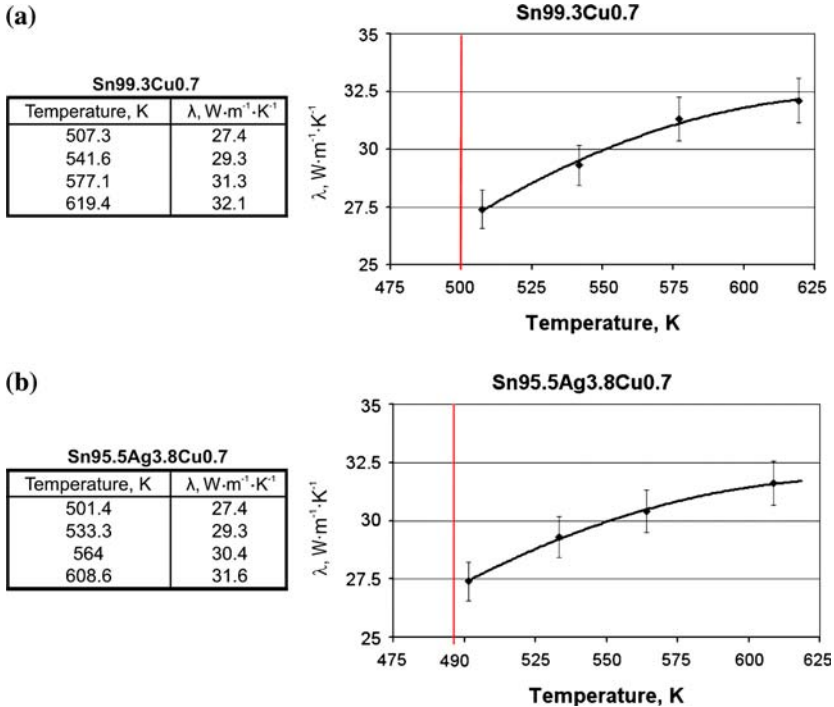 (a)
Sn99.3Cu0.7
Temperature, K λ, W·m⁻¹·K⁻¹
507.3 27.4
541.6 29.3
577.1 31.3
619.4 32.1
Sn99.3Cu0.7
35
32.5
30
27.5
25
λ, W·m⁻¹·K⁻¹
475 500 525 550 575 600 625
Temperature, K
(b)
Sn95.5Ag3.8Cu0.7
Temperature, K λ, W·m⁻¹·K⁻¹
501.4 27.4
533.3 29.3
564 30.4
608.6 31.6
Sn95.5Ag3.8Cu0.7
35
32.5
30
27.5
25
λ, W·m⁻¹·K⁻¹
475 490 525 550 575 600 625
Temperature, K